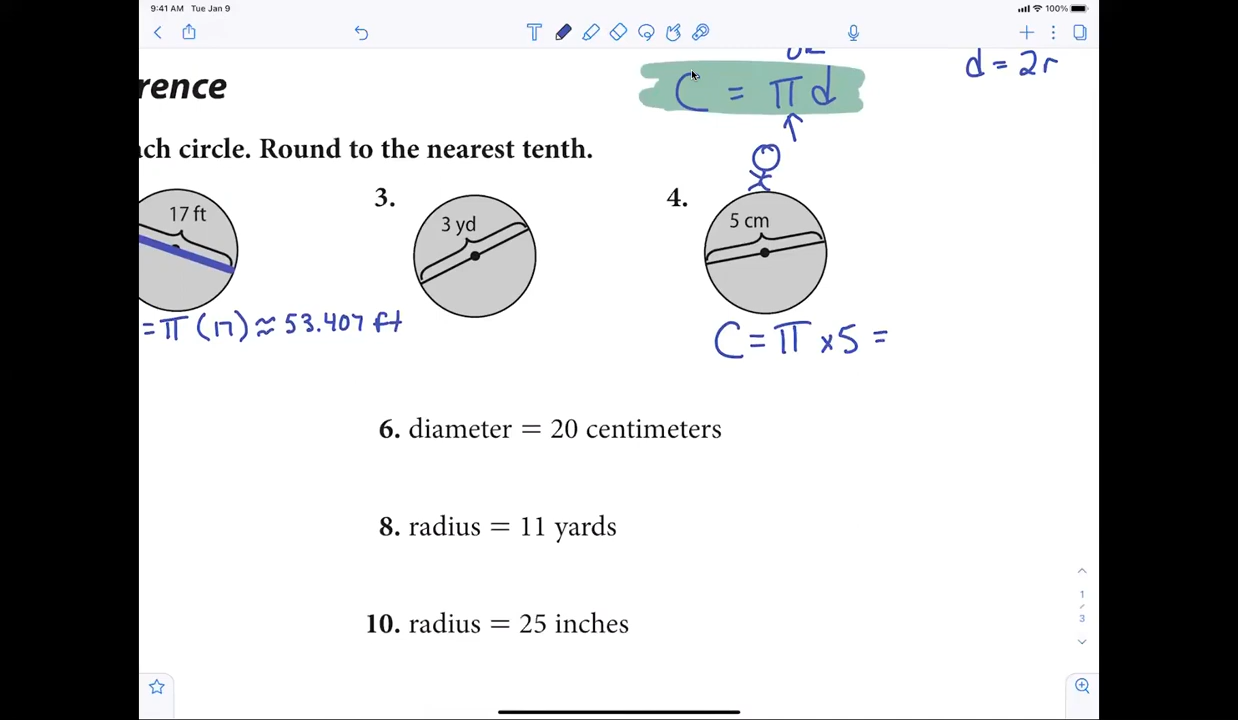 9:41 AM Tue Jan 9
100%
d = 2r
rence
C = π d
ch circle. Round to the nearest tenth.
17 ft
3.
3 yd
4.
5 cm
= π (17) ≈ 53.407 ft
C = π × 5 =
6. diameter = 20 centimeters
8. radius = 11 yards
10. radius = 25 inches
1
/
3